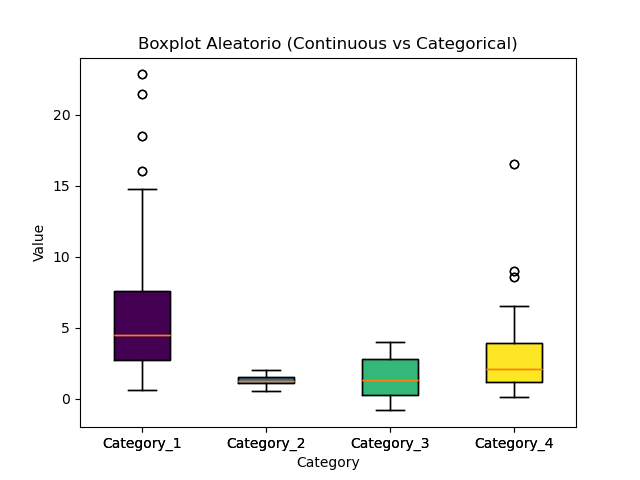 Boxplot Aleatorio (Continuous vs Categorical)
Value
20
15
10
5
0
Category_1 Category_2 Category_3 Category_4
Category